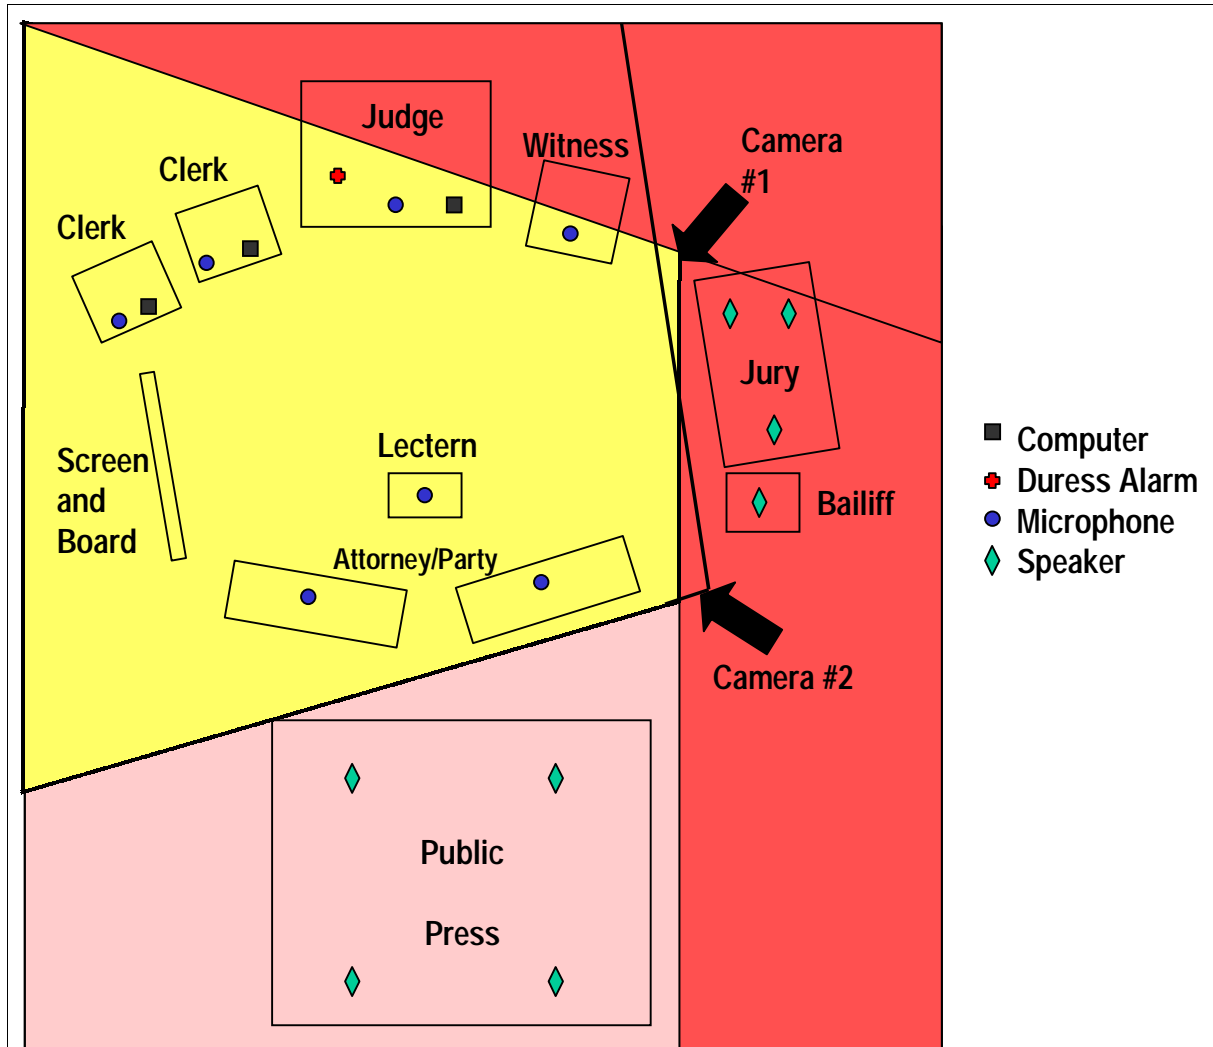 Judge
Witness
Camera
#1
Clerk
Clerk
Jury
Lectern
Screen
and
Board
Bailiff
Attorney/Party
Camera #2
Public
Press
Computer
Duress Alarm
Microphone
Speaker